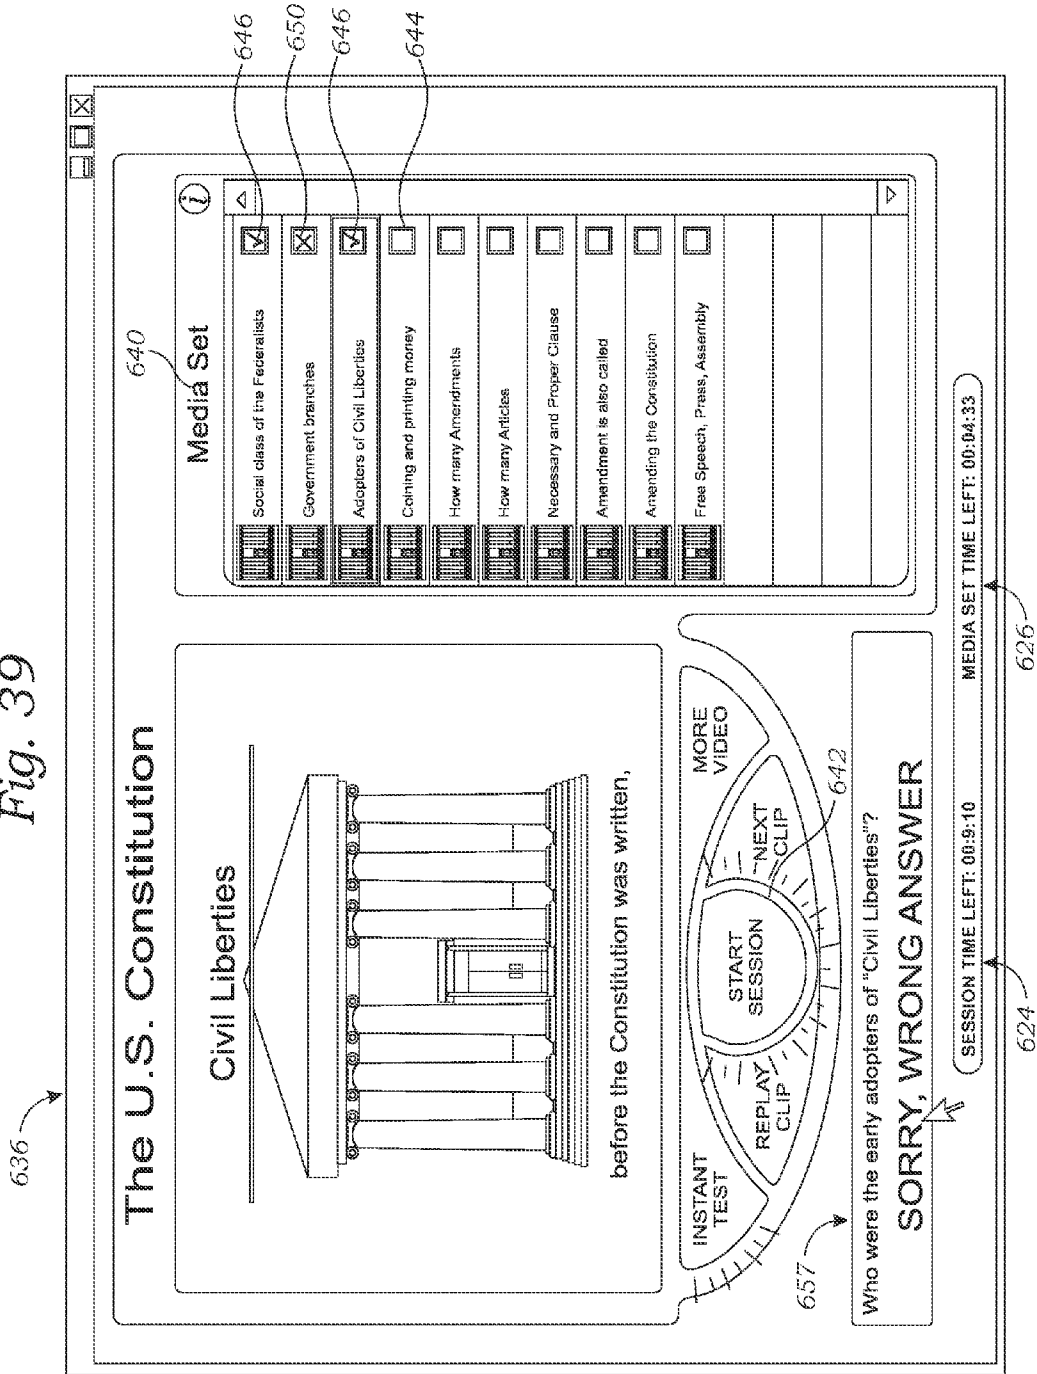 Fig. 39
636
The U.S. Constitution
Civil Liberties
before the Constitution was written,
640
Media Set
i
Social class of the Federalists
646
Government branches
650
Adopters of Civil Liberties
646
Coining and printing money
644
How many Amendments
How many Articles
Necessary and Proper Clause
Amendment is also called
Amending the Constitution
Free Speech, Press, Assembly
INSTANT
TEST
REPLAY
CLIP
START
SESSION
NEXT
CLIP
MORE
VIDEO
642
657
Who were the early adopters of "Civil Liberties"?
SORRY, WRONG ANSWER
SESSION TIME LEFT: 00:9:10
MEDIA SET TIME LEFT: 00:04:33
624
626